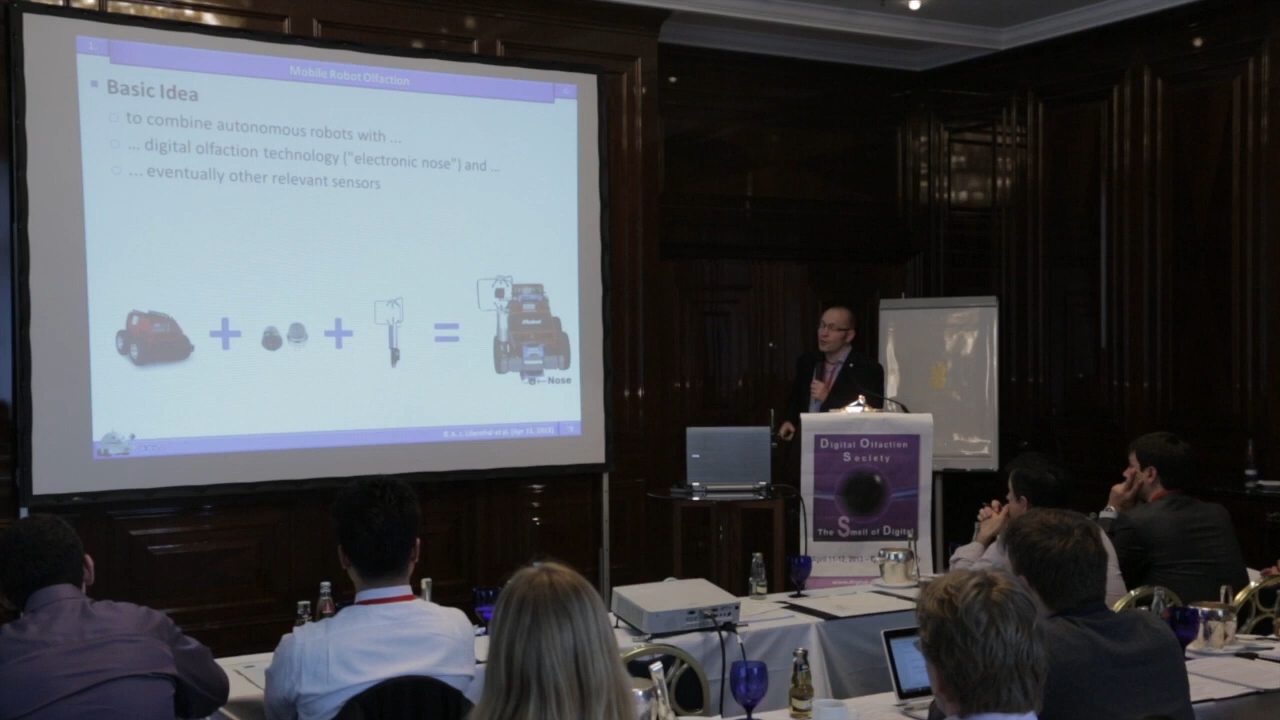 1.
Mobile Robot Olfaction
Basic Idea
to combine autonomous robots with ...
... digital olfaction technology ("electronic nose") and ...
... eventually other relevant sensors
+
+
=
Nose
Digital Olfaction
Society
The Smell of Digital